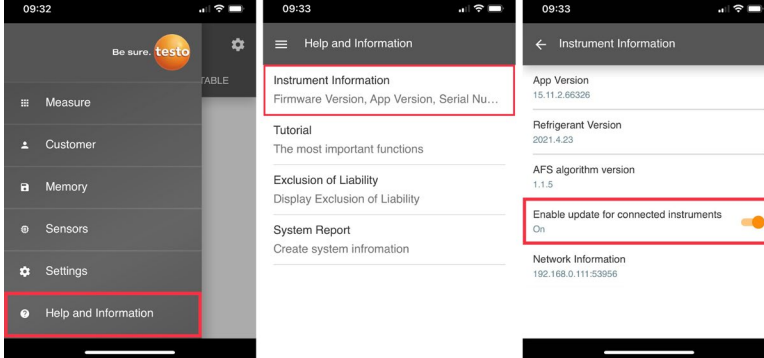 09:32
Be sure. testo
TABLE
Measure
Customer
Memory
Sensors
Settings
Help and Information
09:33
Help and Information
Instrument Information
Firmware Version, App Version, Serial Nu...
Tutorial
The most important functions
Exclusion of Liability
Display Exclusion of Liability
System Report
Create system infromation
09:33
Instrument Information
App Version
15.11.2.66326
Refrigerant Version
2021.4.23
AFS algorithm version
1.1.5
Enable update for connected instruments
On
Network Information
192.168.0.111:53956